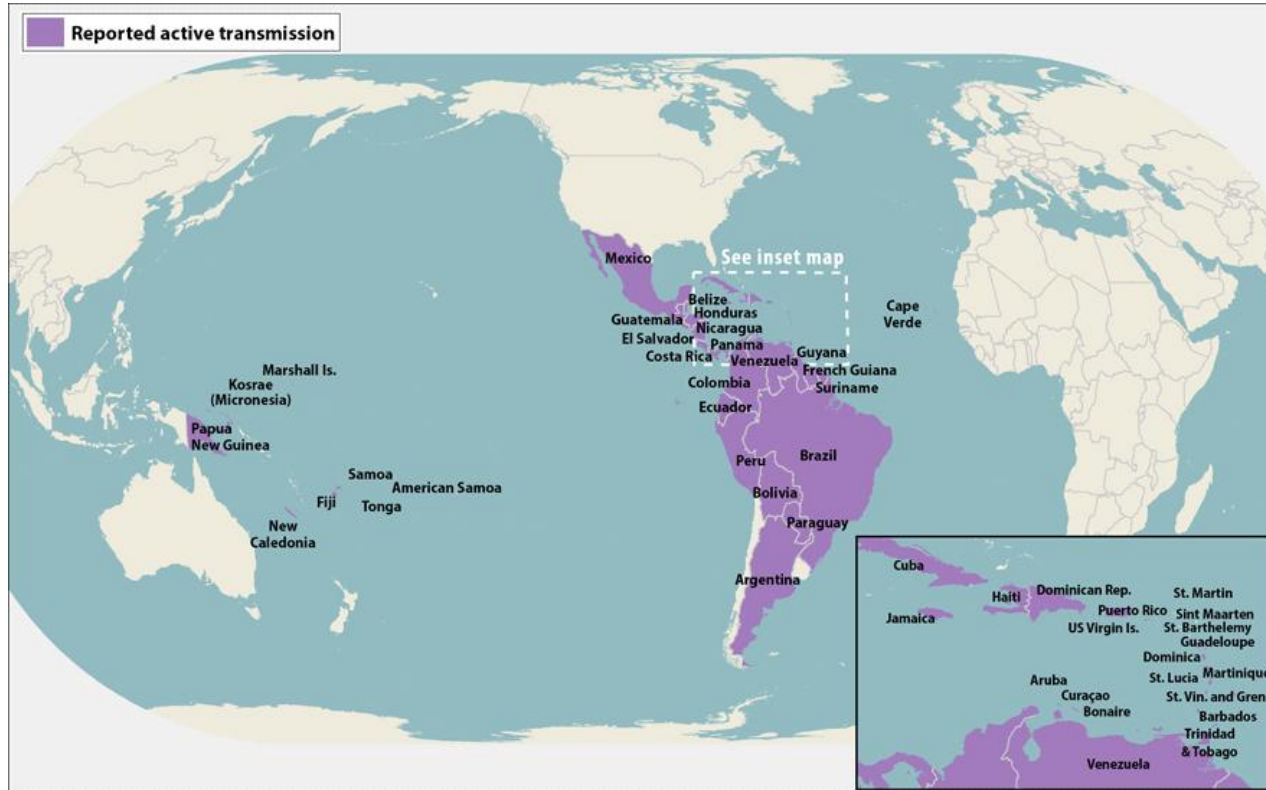 Reported active transmission
See inset map
Mexico
Belize
Honduras
Guatemala
Nicaragua
El Salvador
Panama
Costa Rica
Venezuela
Guyana
French Guiana
Suriname
Colombia
Ecuador
Peru
Brazil
Bolivia
Paraguay
Argentina
Cape
Verde
Marshall Is.
Kosrae
(Micronesia)
Papua
New Guinea
Samoa
American Samoa
Fiji
Tonga
New
Caledonia
Cuba
Haiti
Dominican Rep.
St. Martin
Jamaica
Puerto Rico
Sint Maarten
US Virgin Is.
St. Barthelemy
Guadeloupe
Dominica
Martinique
Aruba
St. Lucia
Curaçao
St. Vin. and Gren
Bonaire
Barbados
Trinidad
& Tobago
Venezuela